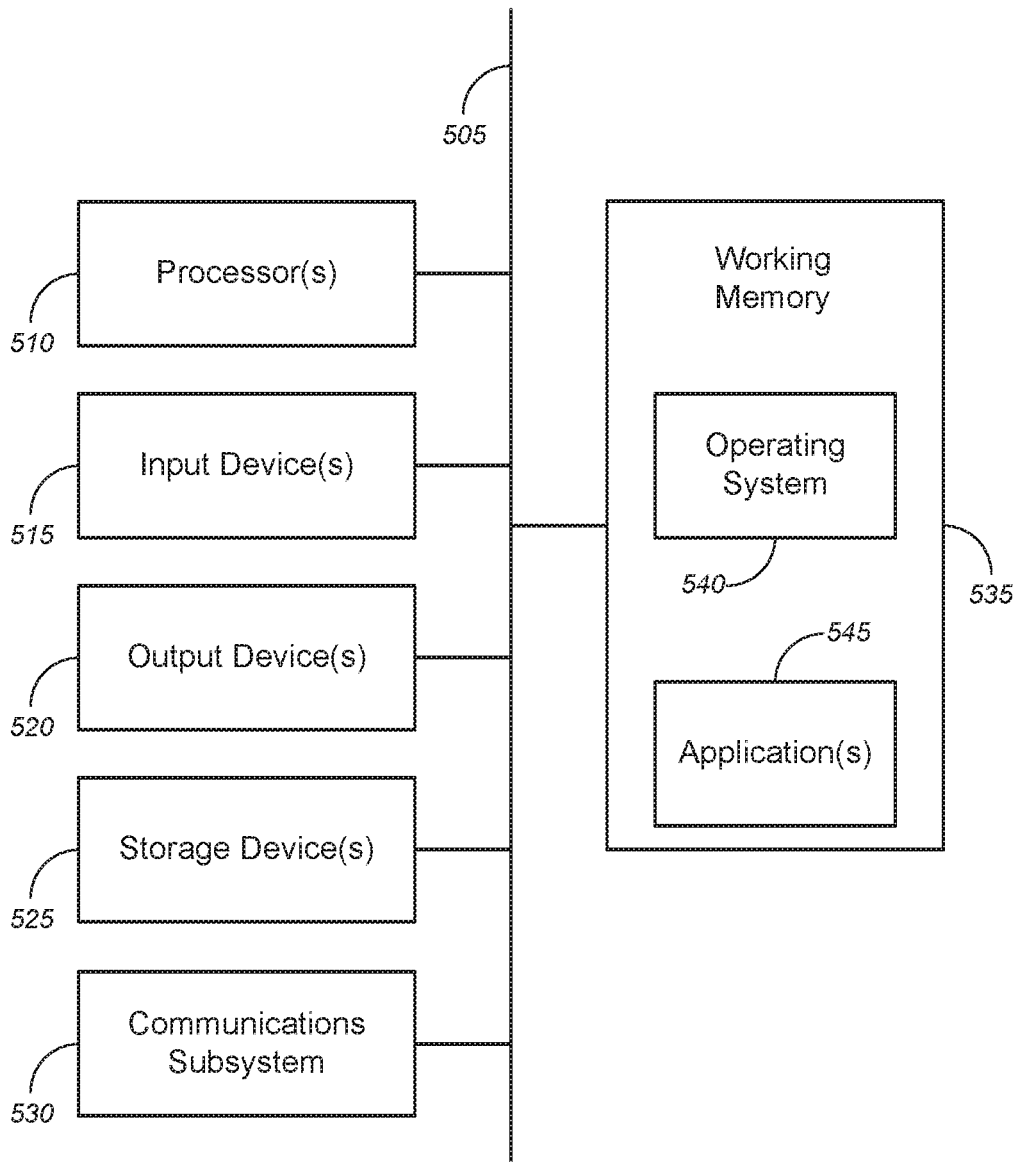 505
Processor(s)
510
Input Device(s)
515
Output Device(s)
520
Storage Device(s)
525
Communications
Subsystem
530
Working
Memory
Operating
System
540
535
545
Application(s)